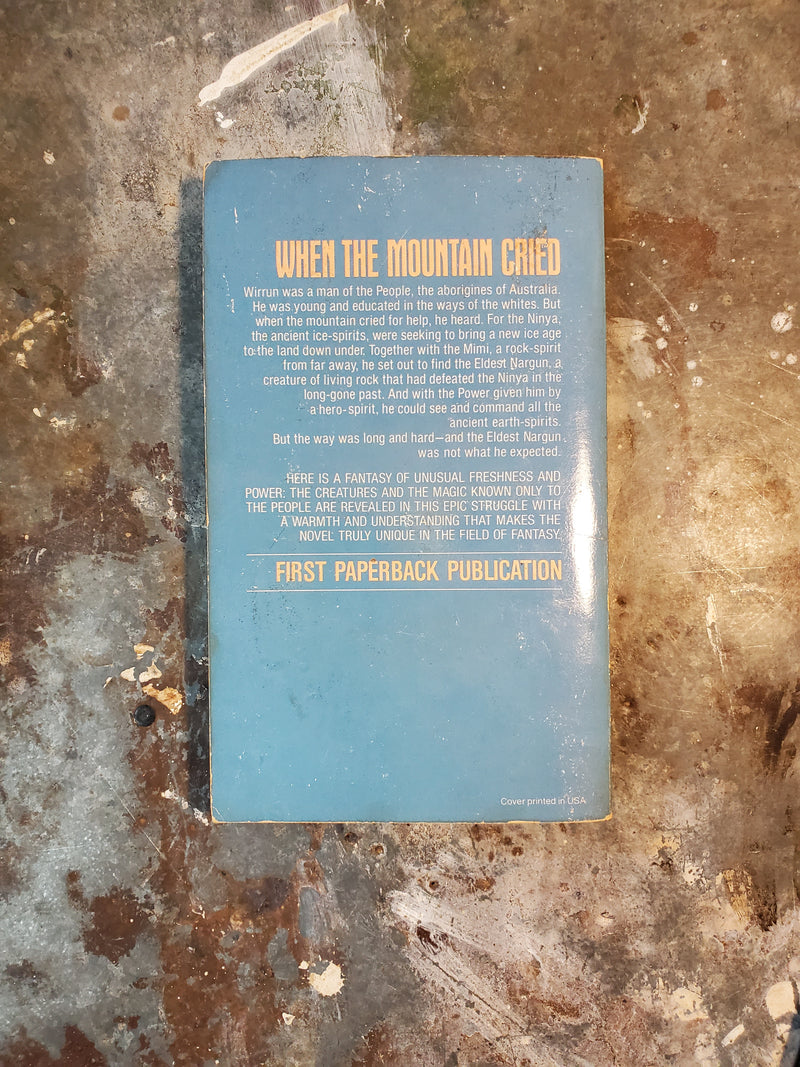 WHEN THE MOUNTAIN CRIED
Wirrun was a man of the People, the aborigines of Australia.
He was young and educated in the ways of the whites. But
when the mountain cried for help, he heard. For the Ninya,
the ancient ice-spirits, were seeking to bring a new ice age
to the land down under. Together with the Mimi, a rock-spirit
from far away, he set out to find the Eldest Nargun, a
creature of living rock that had defeated the Ninya in the
long-gone past. And with the Power given him by
a hero-spirit, he could see and command all the
ancient earth-spirits.
But the way was long and hard—and the Eldest Nargun
was not what he expected.
HERE IS A FANTASY OF UNUSUAL FRESHNESS AND
POWER: THE CREATURES AND THE MAGIC KNOWN ONLY TO
THE PEOPLE ARE REVEALED IN THIS EPIC STRUGGLE WITH
A WARMTH AND UNDERSTANDING THAT MAKES THE
NOVEL TRULY UNIQUE IN THE FIELD OF FANTASY.
FIRST PAPERBACK PUBLICATION
Cover printed in USA